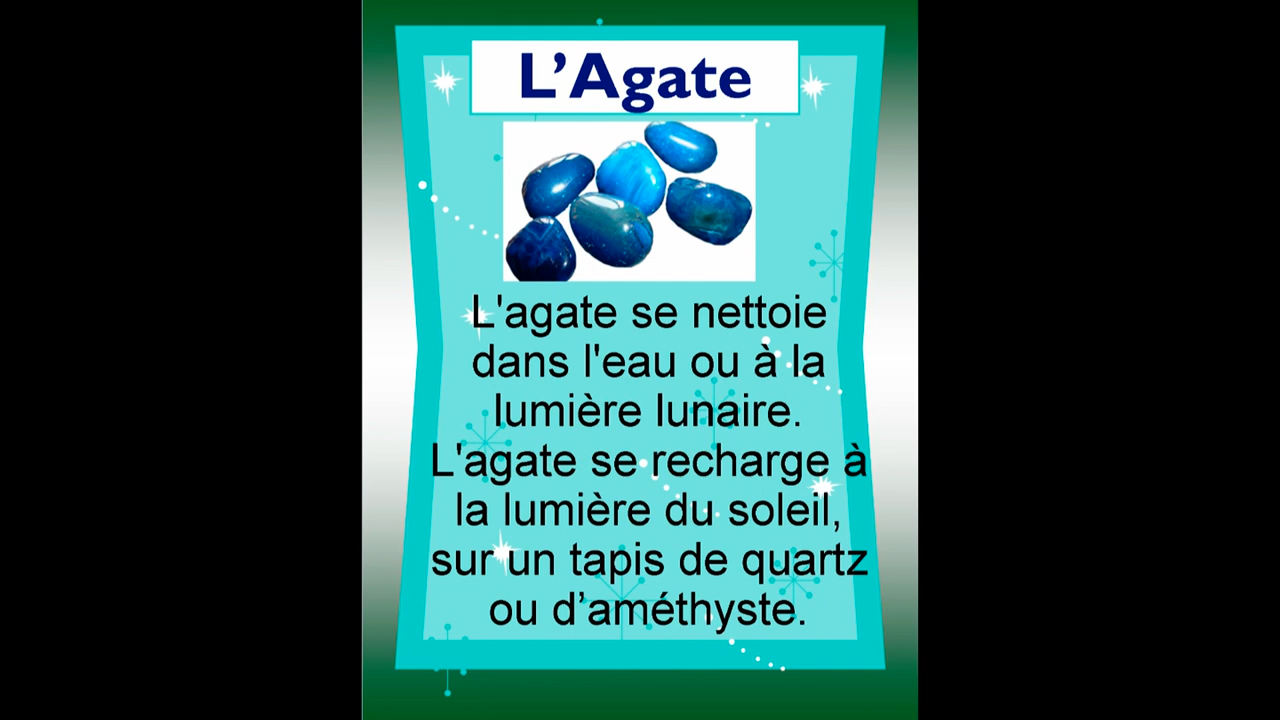 L’Agate
L'agate se nettoie
dans l'eau ou à la
lumière lunaire.
L'agate se recharge à
la lumière du soleil,
sur un tapis de quartz
ou d’améthyste.